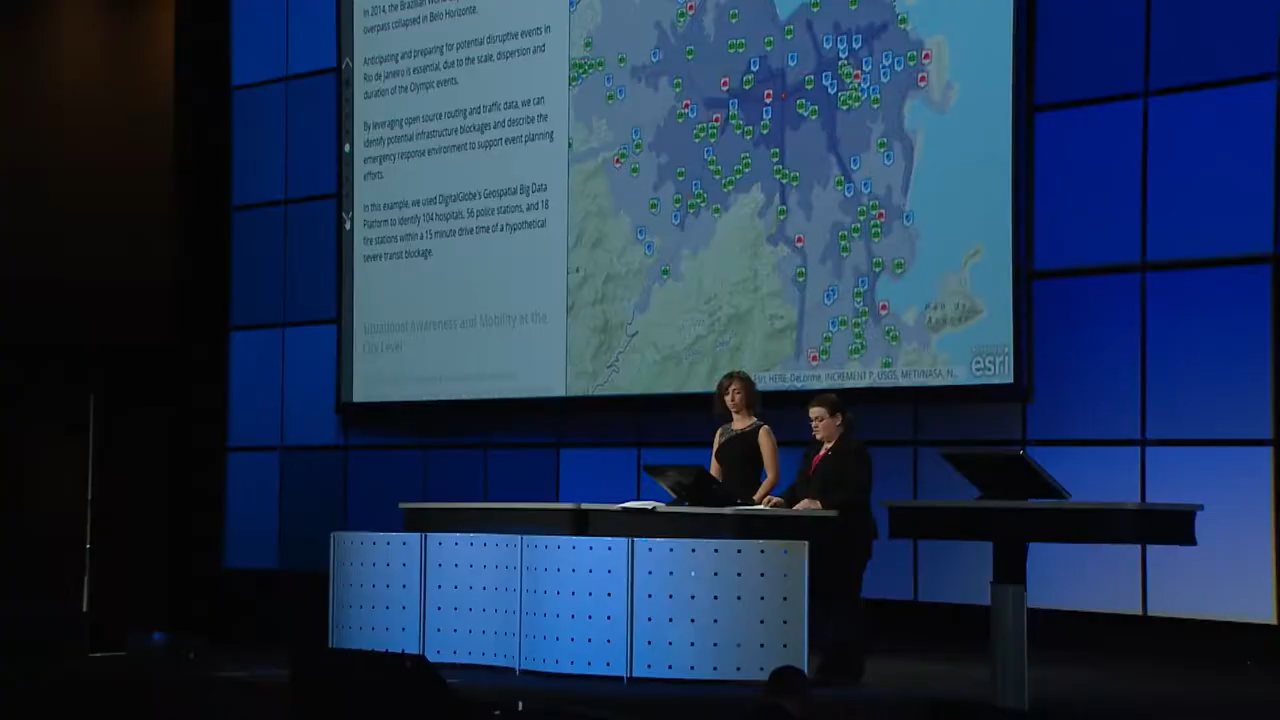 In 2014, the Brazilian World
overpass collapsed in Belo Horizonte.
Anticipating and preparing for potential disruptive events in
Rio de Janeiro is essential, due to the scale, dispersion and
duration of the Olympic events.
By leveraging open source routing and traffic data, we can
identify potential infrastructure blockages and describe the
emergency response environment to support event planning
efforts.
In this example, we used DigitalGlobe's Geospatial Big Data
Platform to identify 104 hospitals, 56 police stations, and 18
fire stations within a 15 minute drive time of a hypothetical
severe transit blockage.
Situational Awareness and Mobility at the
City Level
esri
Esri, HERE, DeLorme, INCREMENT P, USGS, METI/NASA, N...